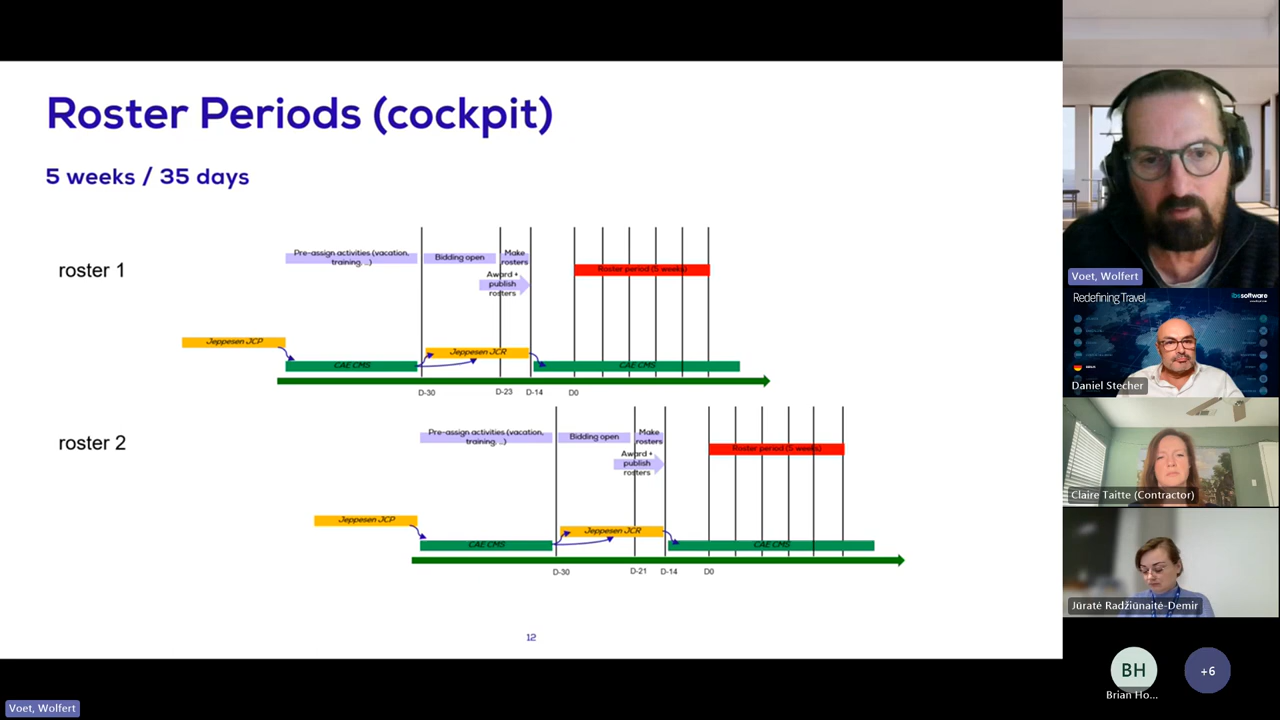 Roster Periods (cockpit)
5 weeks / 35 days
roster 1
Pre-assign activities (vacation,
training, ..)
Bidding open
Make
rosters
Award +
publish
rosters
Roster period (5 weeks)
Jeppesen JCP
Jeppesen JCR
CAE CMS
CAE CMS
D-30
D-23
D-14
D0
roster 2
Pre-assign activities (vacation,
training, ..)
Bidding open
Make
rosters
Award +
publish
rosters
Roster period (5 weeks)
Jeppesen JCP
Jeppesen JCR
CAE CMS
CAE CMS
D-30
D-21
D-14
D0
12
Voet, Wolfert
Voet, Wolfert
Redefining Travel
ibssoftware
Daniel Stecher
Claire Taitte (Contractor)
Jūratė Radžiūnaitė-Demir
BH
+6
Brian Ho...